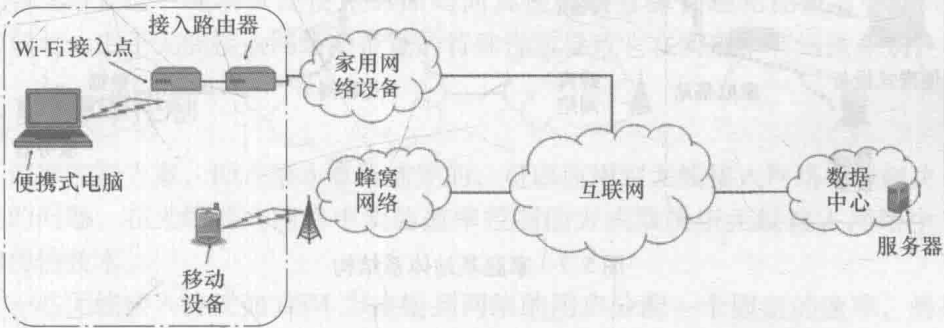 接入路由器
Wi-Fi接入点
家用网
络设备
便携式电脑
蜂窝
网络
互联网
数据
中心
服务器
移动
设备